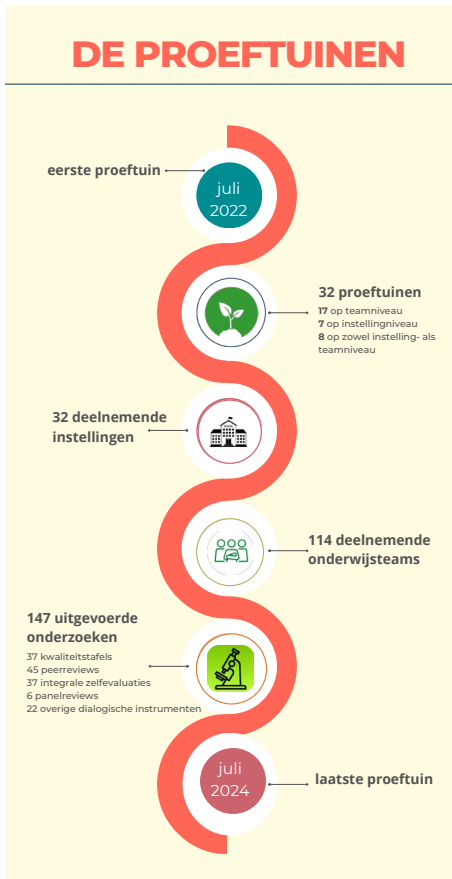 DE PROEFTUINEN
eerste proeftuin
juli
2022
32 proeftuinen
17 op teamniveau
7 op instellingniveau
8 op zowel instelling- als
teamniveau
32 deelnemende
instellingen
114 deelnemende
onderwijsteams
147 uitgevoerde
onderzoeken
37 kwaliteitstafels
45 peerreviews
37 integrale zelfevaluaties
6 panelreviews
22 overige dialogische instrumenten
juli
2024
laatste proeftuin